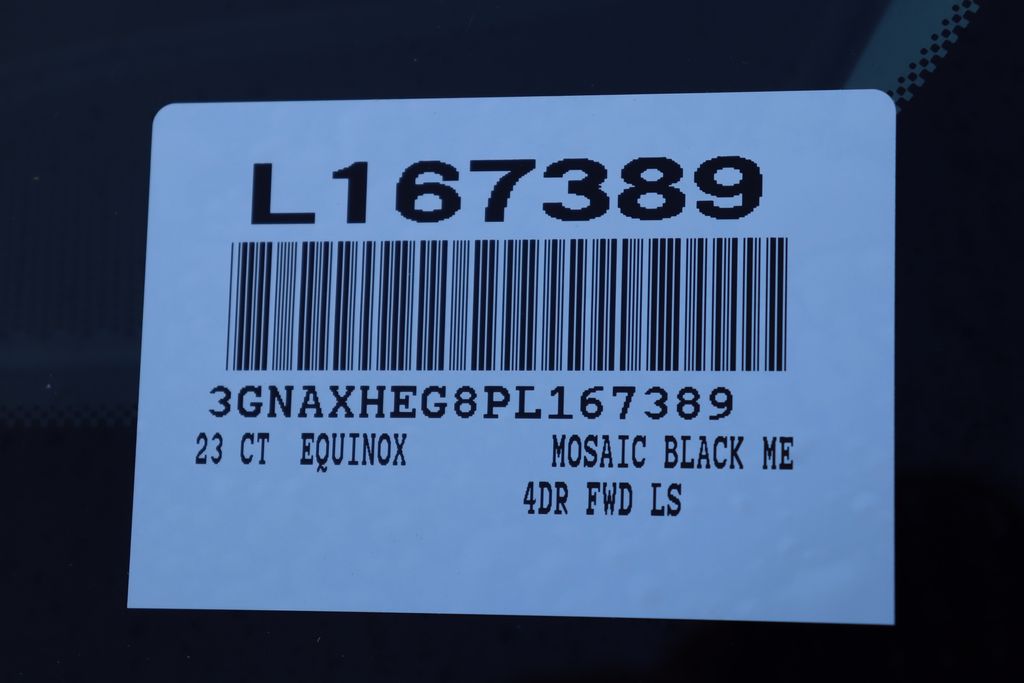 L167389
3GNAXHEG8PL167389
23 CT EQUINOX MOSAIC BLACK ME
4DR FWD LS